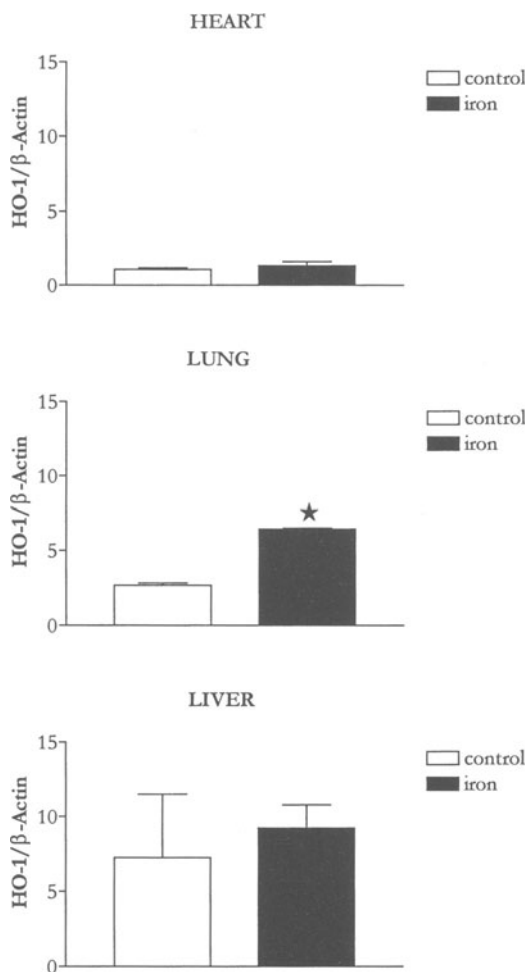 HEART
HO-1/β-Actin
15
10
5
0
control
iron
LUNG
HO-1/β-Actin
15
10
5
0
★
control
iron
LIVER
HO-1/β-Actin
15
10
5
0
control
iron